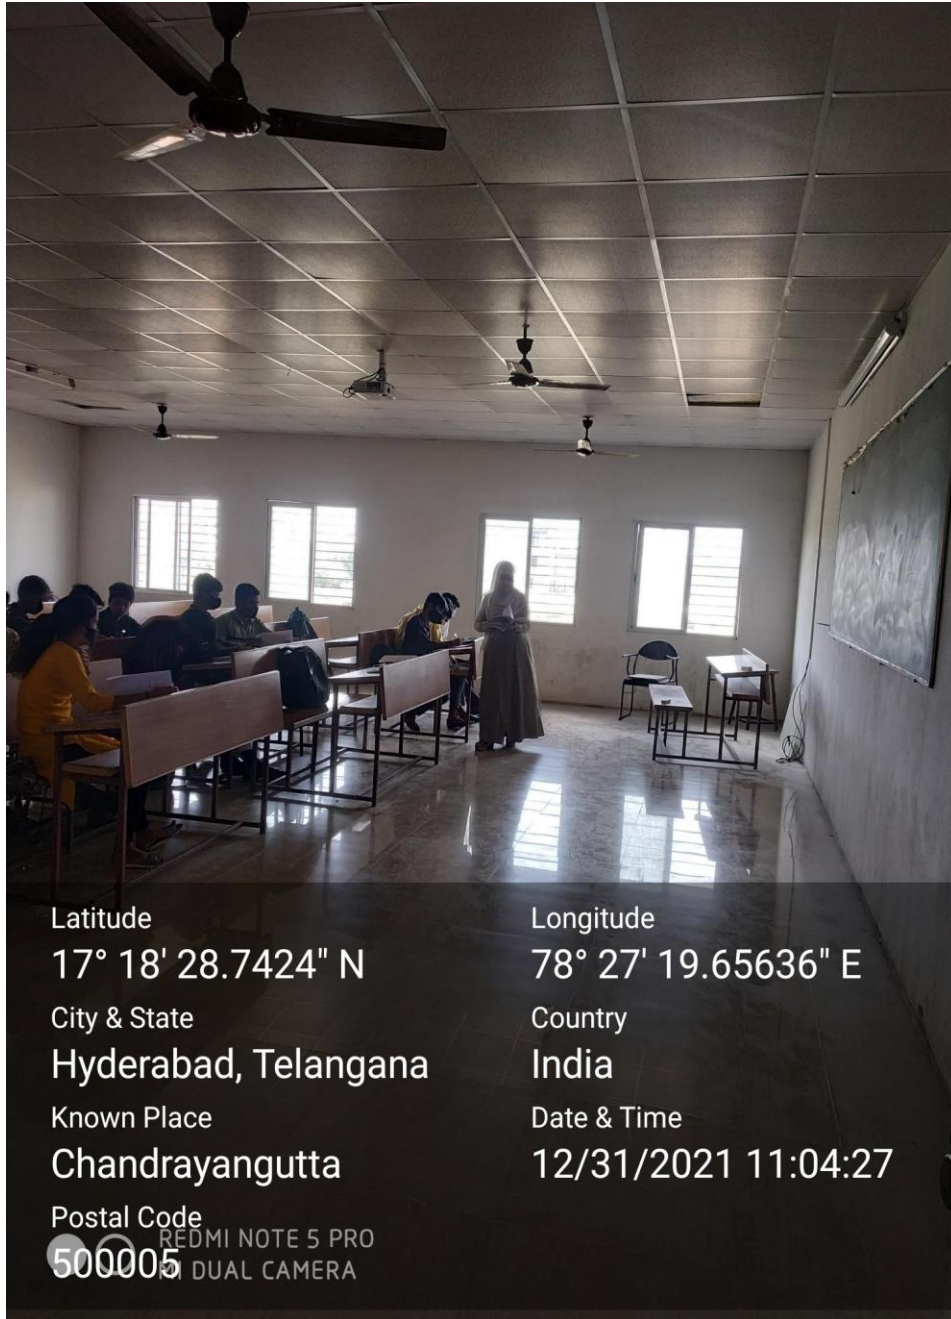 Latitude
17° 18' 28.7424" N
Longitude
78° 27' 19.65636" E
City & State
Hyderabad, Telangana
Country
India
Known Place
Chandrayangutta
Date & Time
12/31/2021 11:04:27
Postal Code
500005
REDMI NOTE 5 PRO
MI DUAL CAMERA